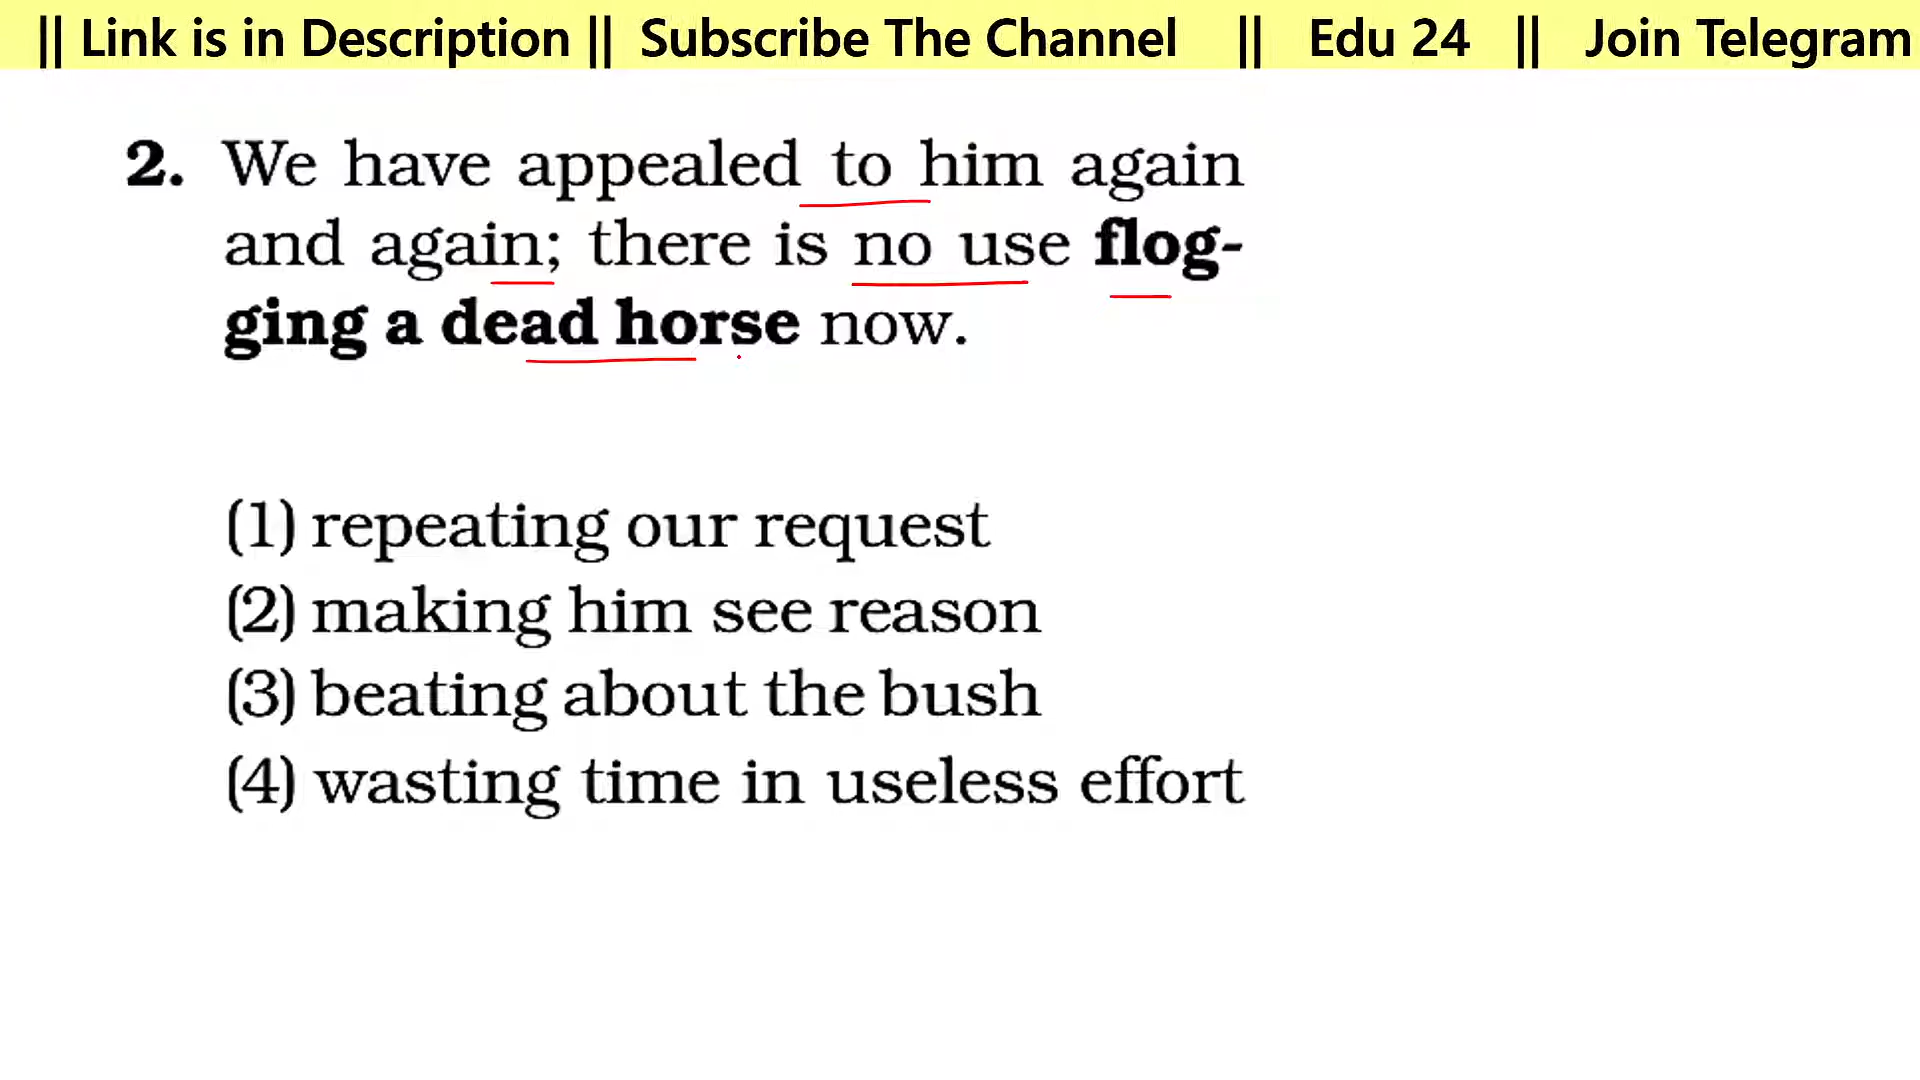 || Link is in Description || Subscribe The Channel || Edu 24 || Join Telegram
2. We have appealed to him again
and again; there is no use flog-
ging a dead horse now.
(1) repeating our request
(2) making him see reason
(3) beating about the bush
(4) wasting time in useless effort